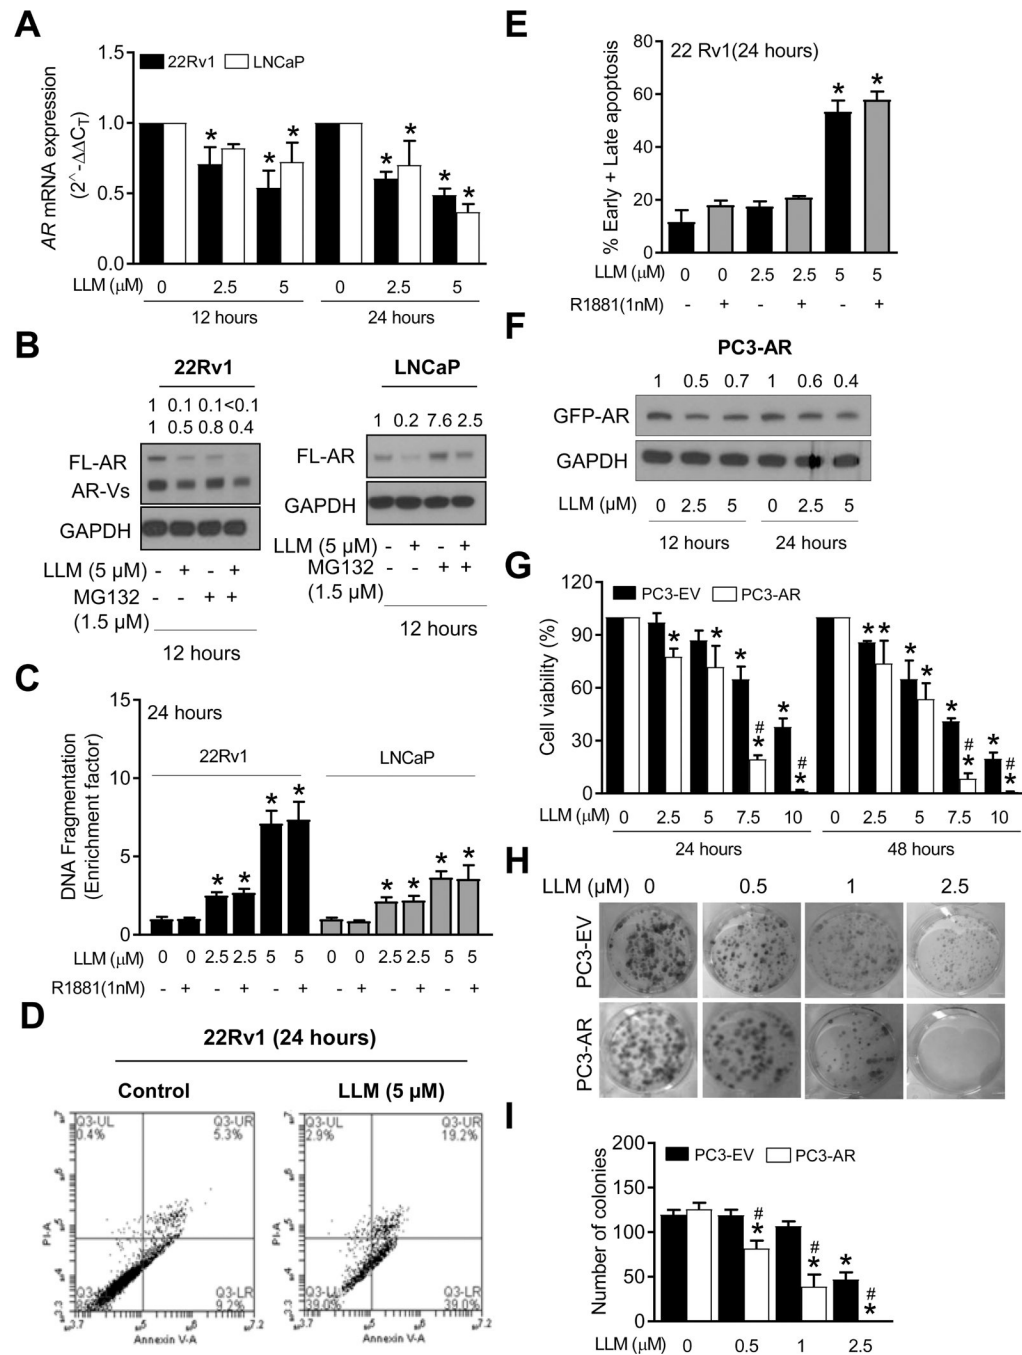 A
1.5
22Rv1 LNCaP
AR mRNA expression
(2^-ΔΔCT)
1.0
0.5
0.0
* * * * * * *
LLM (μM) 0 2.5 5 0 2.5 5
12 hours 24 hours
B
22Rv1
1 0.1 0.1 <0.1
1 0.5 0.8 0.4
FL-AR
AR-Vs
GAPDH
LLM (5 μM) - + - +
MG132 - - + +
(1.5 μM)
12 hours
LNCaP
1 0.2 7.6 2.5
FL-AR
GAPDH
LLM (5 μM) - + - +
MG132 - - + +
(1.5 μM)
12 hours
C
24 hours
22Rv1 LNCaP
DNA Fragmentation
(Enrichment factor)
15
10
5
0
* * * * * * * *
LLM (μM) 0 0 2.5 2.5 5 5 0 0 2.5 2.5 5 5
R1881(1nM) - + - + - + - + - + - +
D
22Rv1 (24 hours)
Control
Q3-UL Q3-UR
0.4% 5.3%
Q3-LR
9.2%
PI-A
Annexin V-A
LLM (5 μM)
Q3-UL Q3-UR
2.9% 19.2%
Q3-LL Q3-LR
39.0% 39.0%
PI-A
Annexin V-A
E
22 Rv1(24 hours)
% Early + Late apoptosis
80
60
40
20
0
* *
LLM (μM) 0 0 2.5 2.5 5 5
R1881(1nM) - + - + - +
F
PC3-AR
1 0.5 0.7 1 0.6 0.4
GFP-AR
GAPDH
LLM (μM) 0 2.5 5 0 2.5 5
12 hours 24 hours
G
PC3-EV PC3-AR
Cell viability (%)
120
90
60
30
0
* * * # * * # * * * * * * # * * # *
LLM (μM) 0 2.5 5 7.5 10 0 2.5 5 7.5 10
24 hours 48 hours
H
LLM (μM) 0 0.5 1 2.5
PC3-EV
PC3-AR
I
PC3-EV PC3-AR
Number of colonies
200
150
100
50
0
# * # * * # *
LLM (μM) 0 0.5 1 2.5